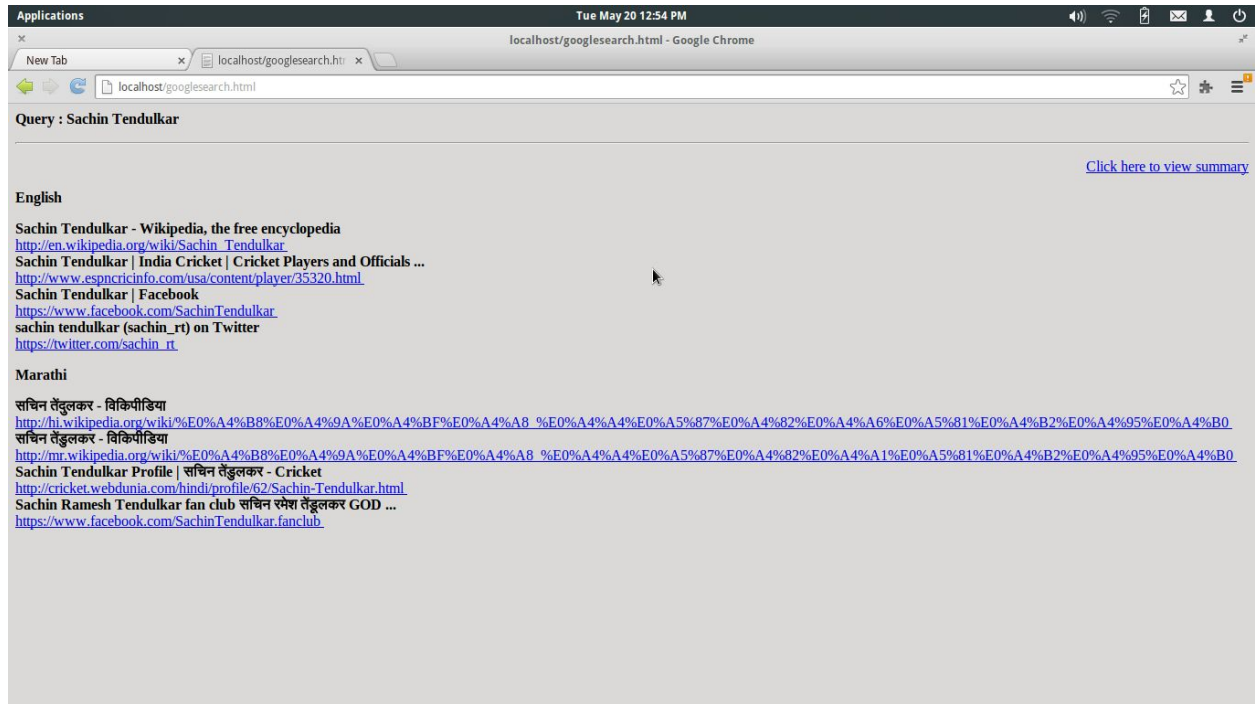 Applications
Tue May 20 12:54 PM
localhost/googlesearch.html - Google Chrome
New Tab
localhost/googlesearch.ht
localhost/googlesearch.html
Query : Sachin Tendulkar
Click here to view summary
English
Sachin Tendulkar - Wikipedia, the free encyclopedia
http://en.wikipedia.org/wiki/Sachin_Tendulkar
Sachin Tendulkar | India Cricket | Cricket Players and Officials ...
http://www.espncricinfo.com/usa/content/player/35320.html
Sachin Tendulkar | Facebook
https://www.facebook.com/SachinTendulkar
sachin tendulkar (sachin_rt) on Twitter
https://twitter.com/sachin_rt
Marathi
सचिन तेंदुलकर - विकिपीडिया
http://hi.wikipedia.org/wiki/%E0%A4%B8%E0%A4%9A%E0%A4%BF%E0%A4%A8_%E0%A4%A4%E0%A5%87%E0%A4%82%E0%A4%A6%E0%A5%81%E0%A4%B2%E0%A4%95%E0%A4%B0
सचिन तेंडुलकर - विकिपीडिया
http://mr.wikipedia.org/wiki/%E0%A4%B8%E0%A4%9A%E0%A4%BF%E0%A4%A8_%E0%A4%A4%E0%A5%87%E0%A4%82%E0%A4%A1%E0%A5%81%E0%A4%B2%E0%A4%95%E0%A4%B0
Sachin Tendulkar Profile | सचिन तेंडुलकर - Cricket
http://cricket.webdunia.com/hindi/profile/62/Sachin-Tendulkar.html
Sachin Ramesh Tendulkar fan club सचिन रमेश तेंडूलकर GOD ...
https://www.facebook.com/SachinTendulkar.fanclub